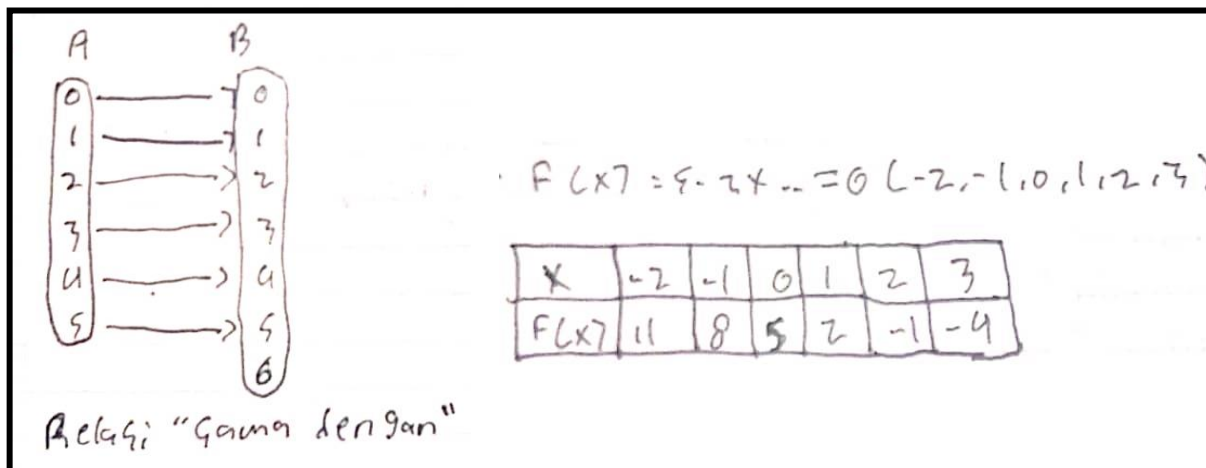 A B
0 0
1 1
2 2
3 3
4 4
5 5
6
Relasi "Sama dengan"
F(x) = 5 - 3x .. = 0 (-2, -1, 0, 1, 2, 3)
x -2 -1 0 1 2 3
F(x) 11 8 5 2 -1 -4